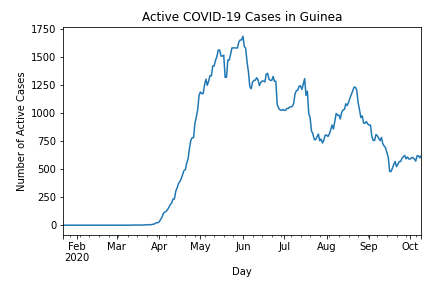 Active COVID-19 Cases in Guinea
1750
1500
1250
1000
750
500
250
0
Number of Active Cases
Feb Mar Apr May Jun Jul Aug Sep Oct
2020
Day